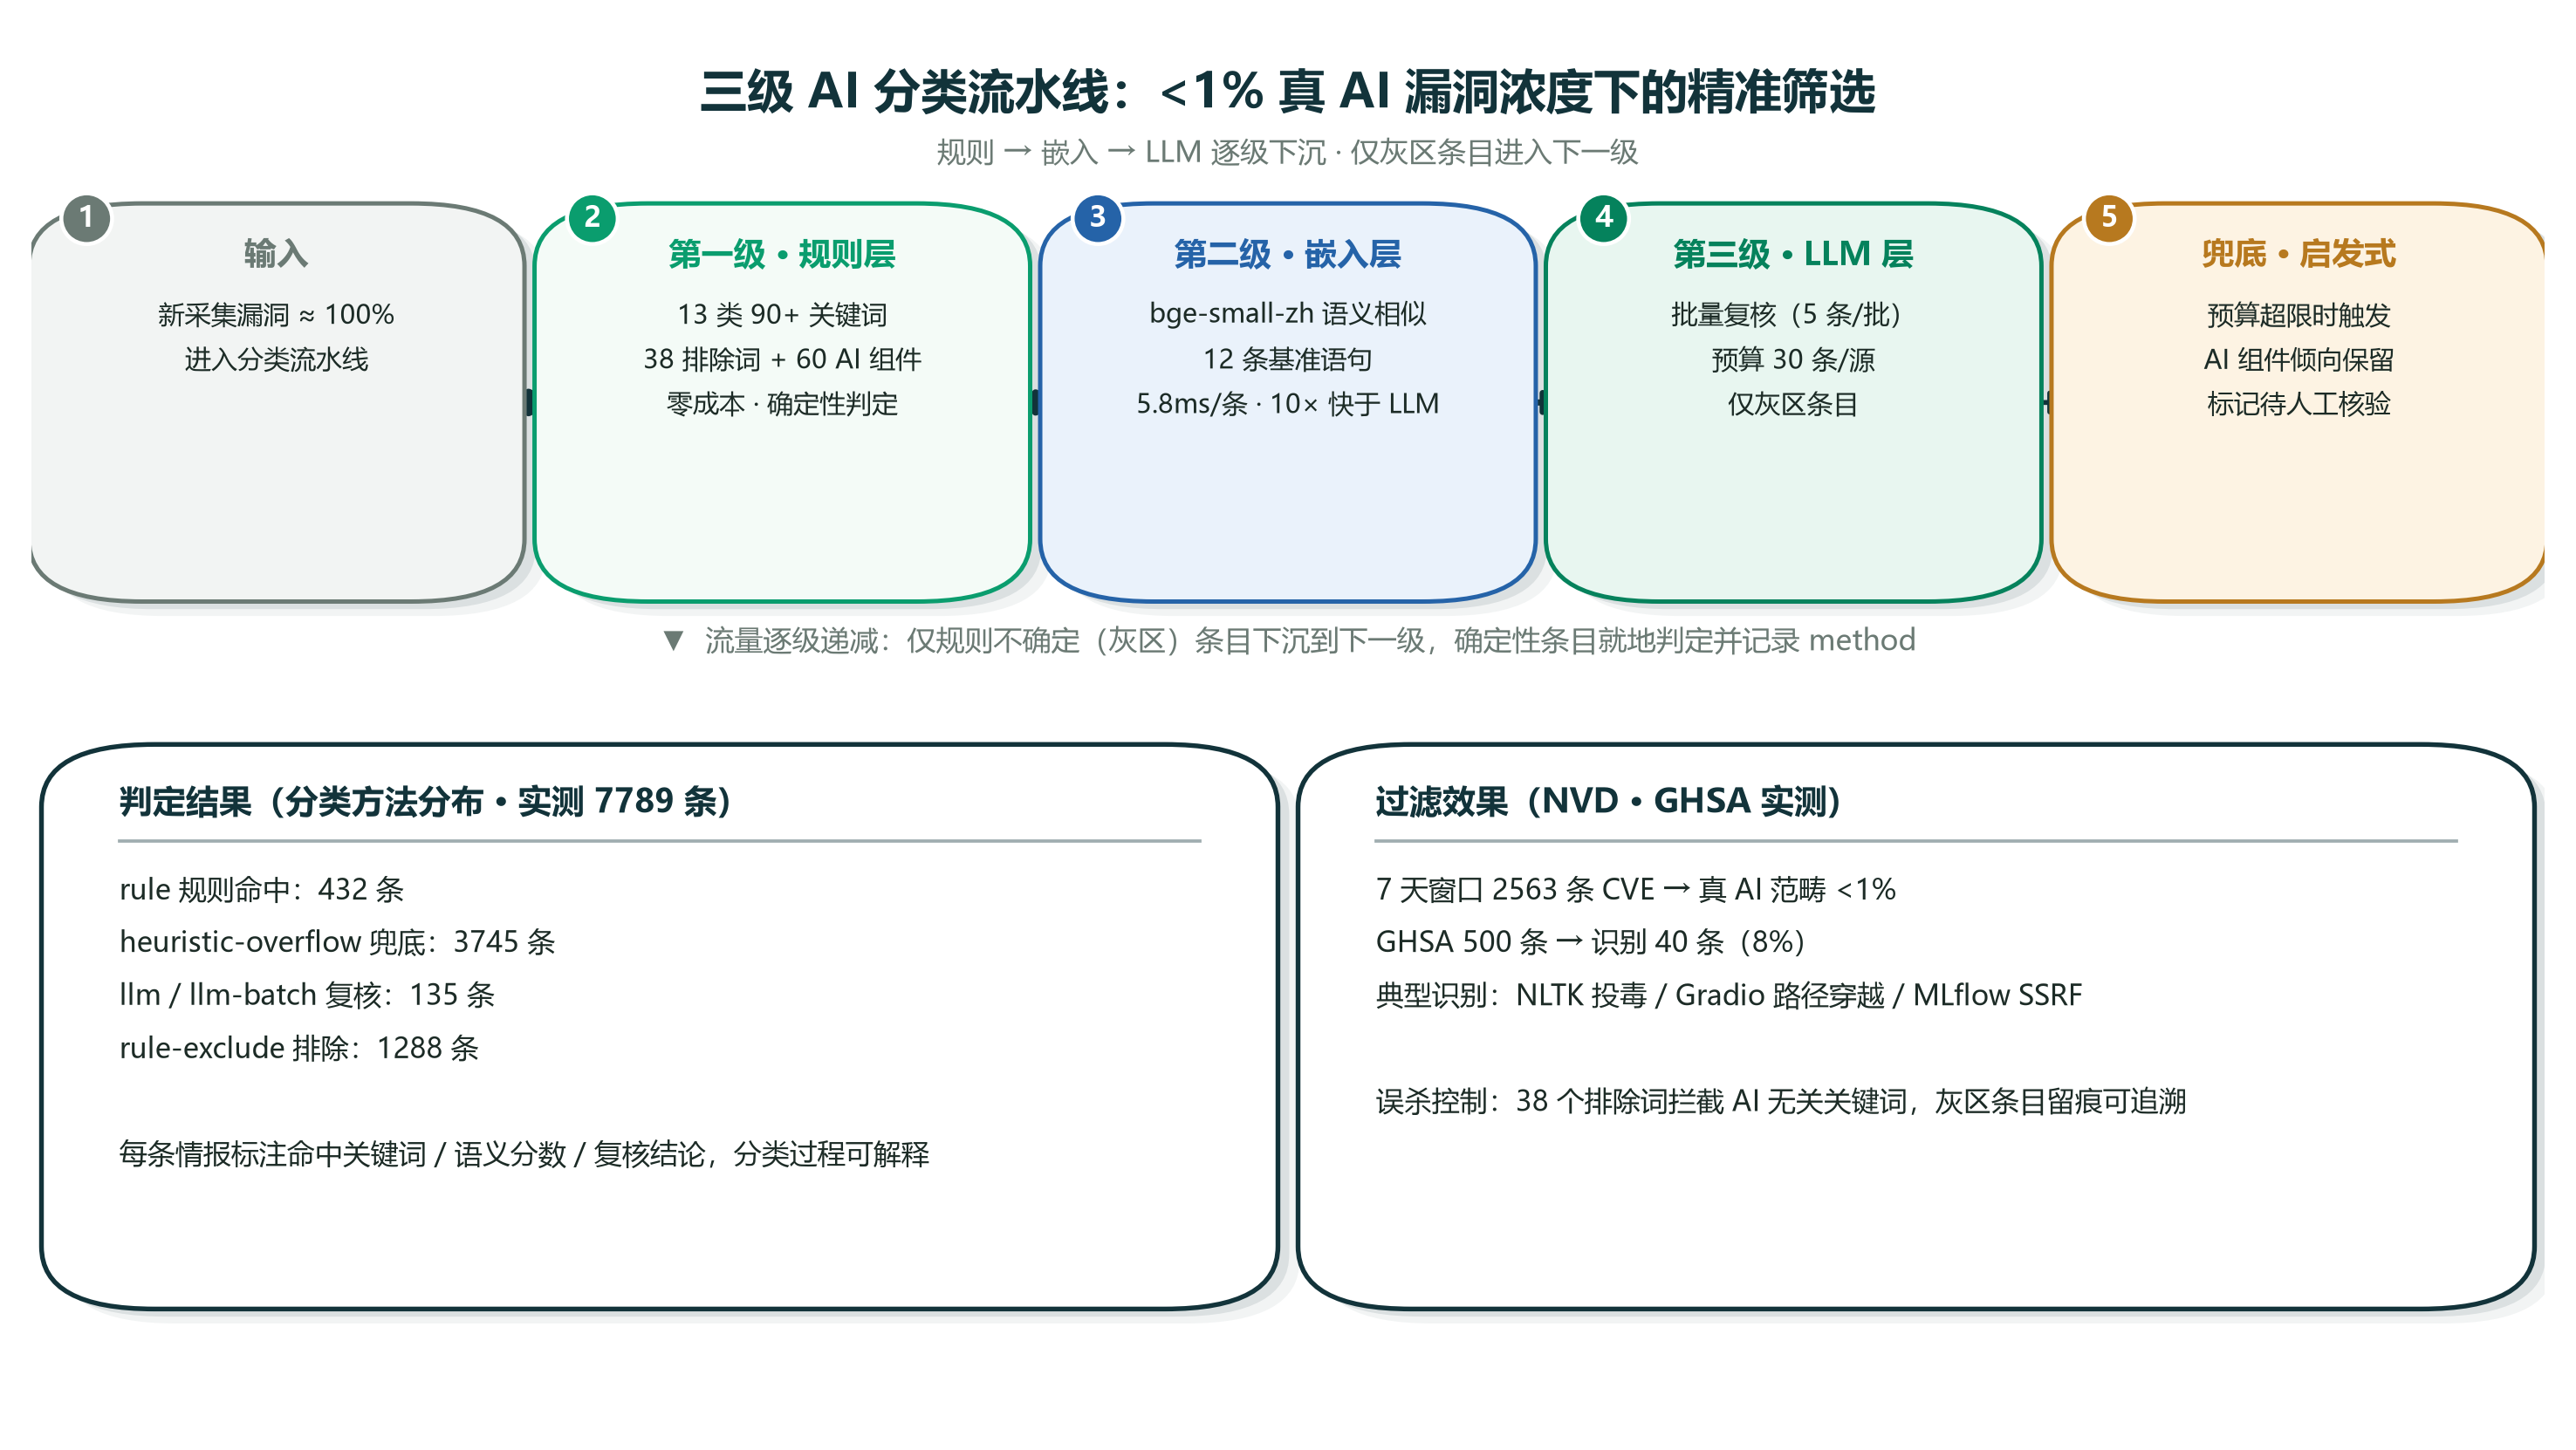 三级 AI 分类流水线：<1% 真 AI 漏洞浓度下的精准筛选
规则 → 嵌入 → LLM 逐级下沉 · 仅灰区条目进入下一级
1
输入
新采集漏洞 ≈ 100%
进入分类流水线
2
第一级 • 规则层
13 类 90+ 关键词
38 排除词 + 60 AI 组件
零成本 · 确定性判定
3
第二级 • 嵌入层
bge-small-zh 语义相似
12 条基准语句
5.8ms/条 · 10× 快于 LLM
4
第三级 • LLM 层
批量复核（5 条/批）
预算 30 条/源
仅灰区条目
5
兜底 • 启发式
预算超限时触发
AI 组件倾向保留
标记待人工核验
▼ 流量逐级递减：仅规则不确定（灰区）条目下沉到下一级，确定性条目就地判定并记录 method
判定结果（分类方法分布 • 实测 7789 条）
rule 规则命中：432 条
heuristic-overflow 兜底：3745 条
llm / llm-batch 复核：135 条
rule-exclude 排除：1288 条
每条情报标注命中关键词 / 语义分数 / 复核结论，分类过程可解释
过滤效果（NVD • GHSA 实测）
7 天窗口 2563 条 CVE → 真 AI 范畴 <1%
GHSA 500 条 → 识别 40 条（8%）
典型识别：NLTK 投毒 / Gradio 路径穿越 / MLflow SSRF
误杀控制：38 个排除词拦截 AI 无关关键词，灰区条目留痕可追溯